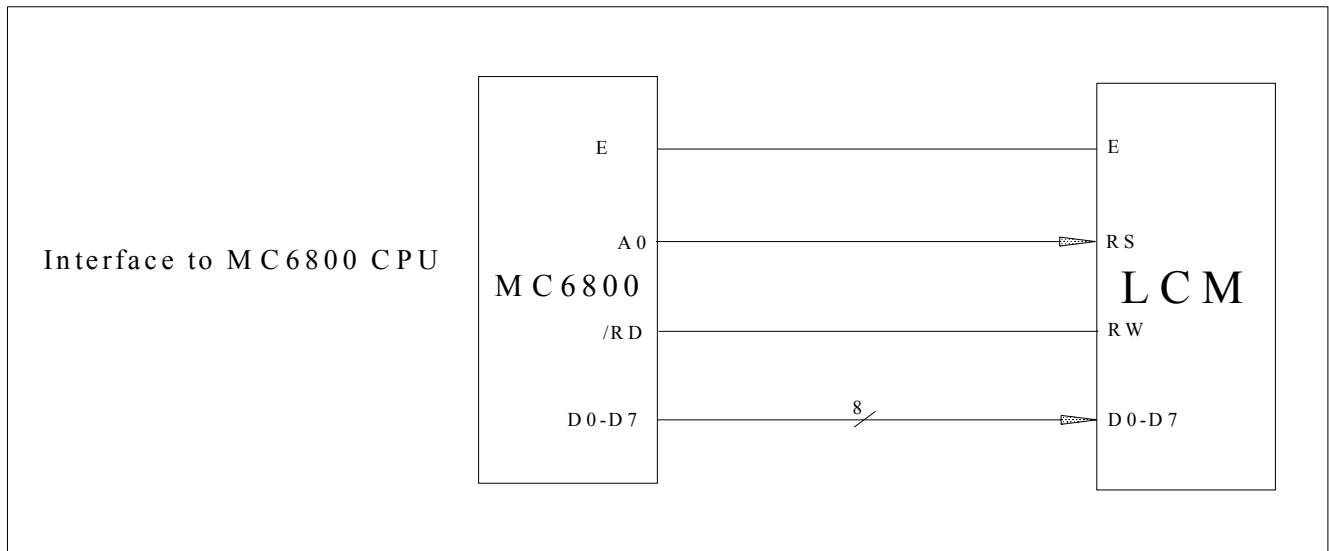 E
E
A0
RS
Interface to MC6800 CPU
MC6800
LCM
/RD
RW
8
D0-D7
D0-D7